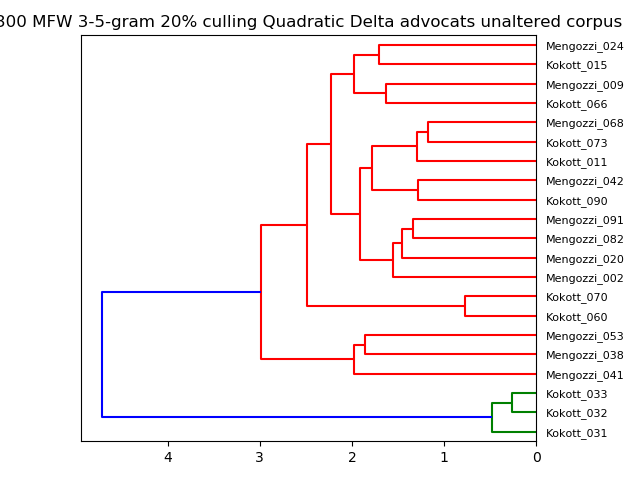 300 MFW 3-5-gram 20% culling Quadratic Delta advocats unaltered corpus
Mengozzi_024
Kokott_015
Mengozzi_009
Kokott_066
Mengozzi_068
Kokott_073
Kokott_011
Mengozzi_042
Kokott_090
Mengozzi_091
Mengozzi_082
Mengozzi_020
Mengozzi_002
Kokott_070
Kokott_060
Mengozzi_053
Mengozzi_038
Mengozzi_041
Kokott_033
Kokott_032
Kokott_031
4 3 2 1 0